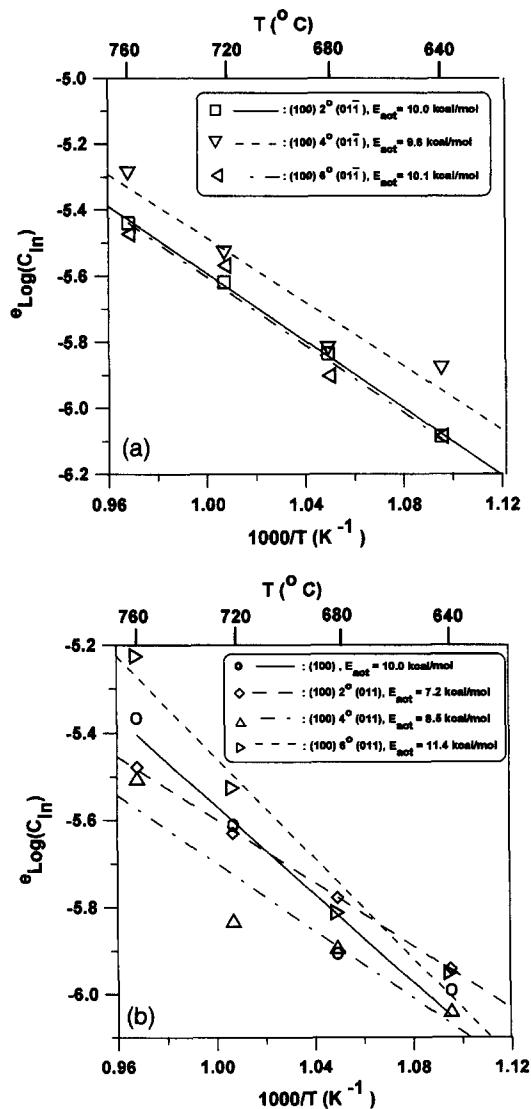 T (° C)
760 720 680 640
-5.0
-5.2
-5.4
-5.6
-5.8
-6.0
-6.2
eLog(CIn)
: (100) 2° (011̄), Eact= 10.0 kcal/mol
: (100) 4° (011̄), Eact= 9.6 kcal/mol
: (100) 6° (011̄), Eact= 10.1 kcal/mol
(a)
0.96 1.00 1.04 1.08 1.12
1000/T (K-1)
T (° C)
760 720 680 640
-5.2
-5.4
-5.6
-5.8
-6.0
eLog(CIn)
: (100) , Eact = 10.0 kcal/mol
: (100) 2° (011), Eact = 7.2 kcal/mol
: (100) 4° (011), Eact = 8.5 kcal/mol
: (100) 6° (011), Eact = 11.4 kcal/mol
(b)
0.96 1.00 1.04 1.08 1.12
1000/T (K-1)